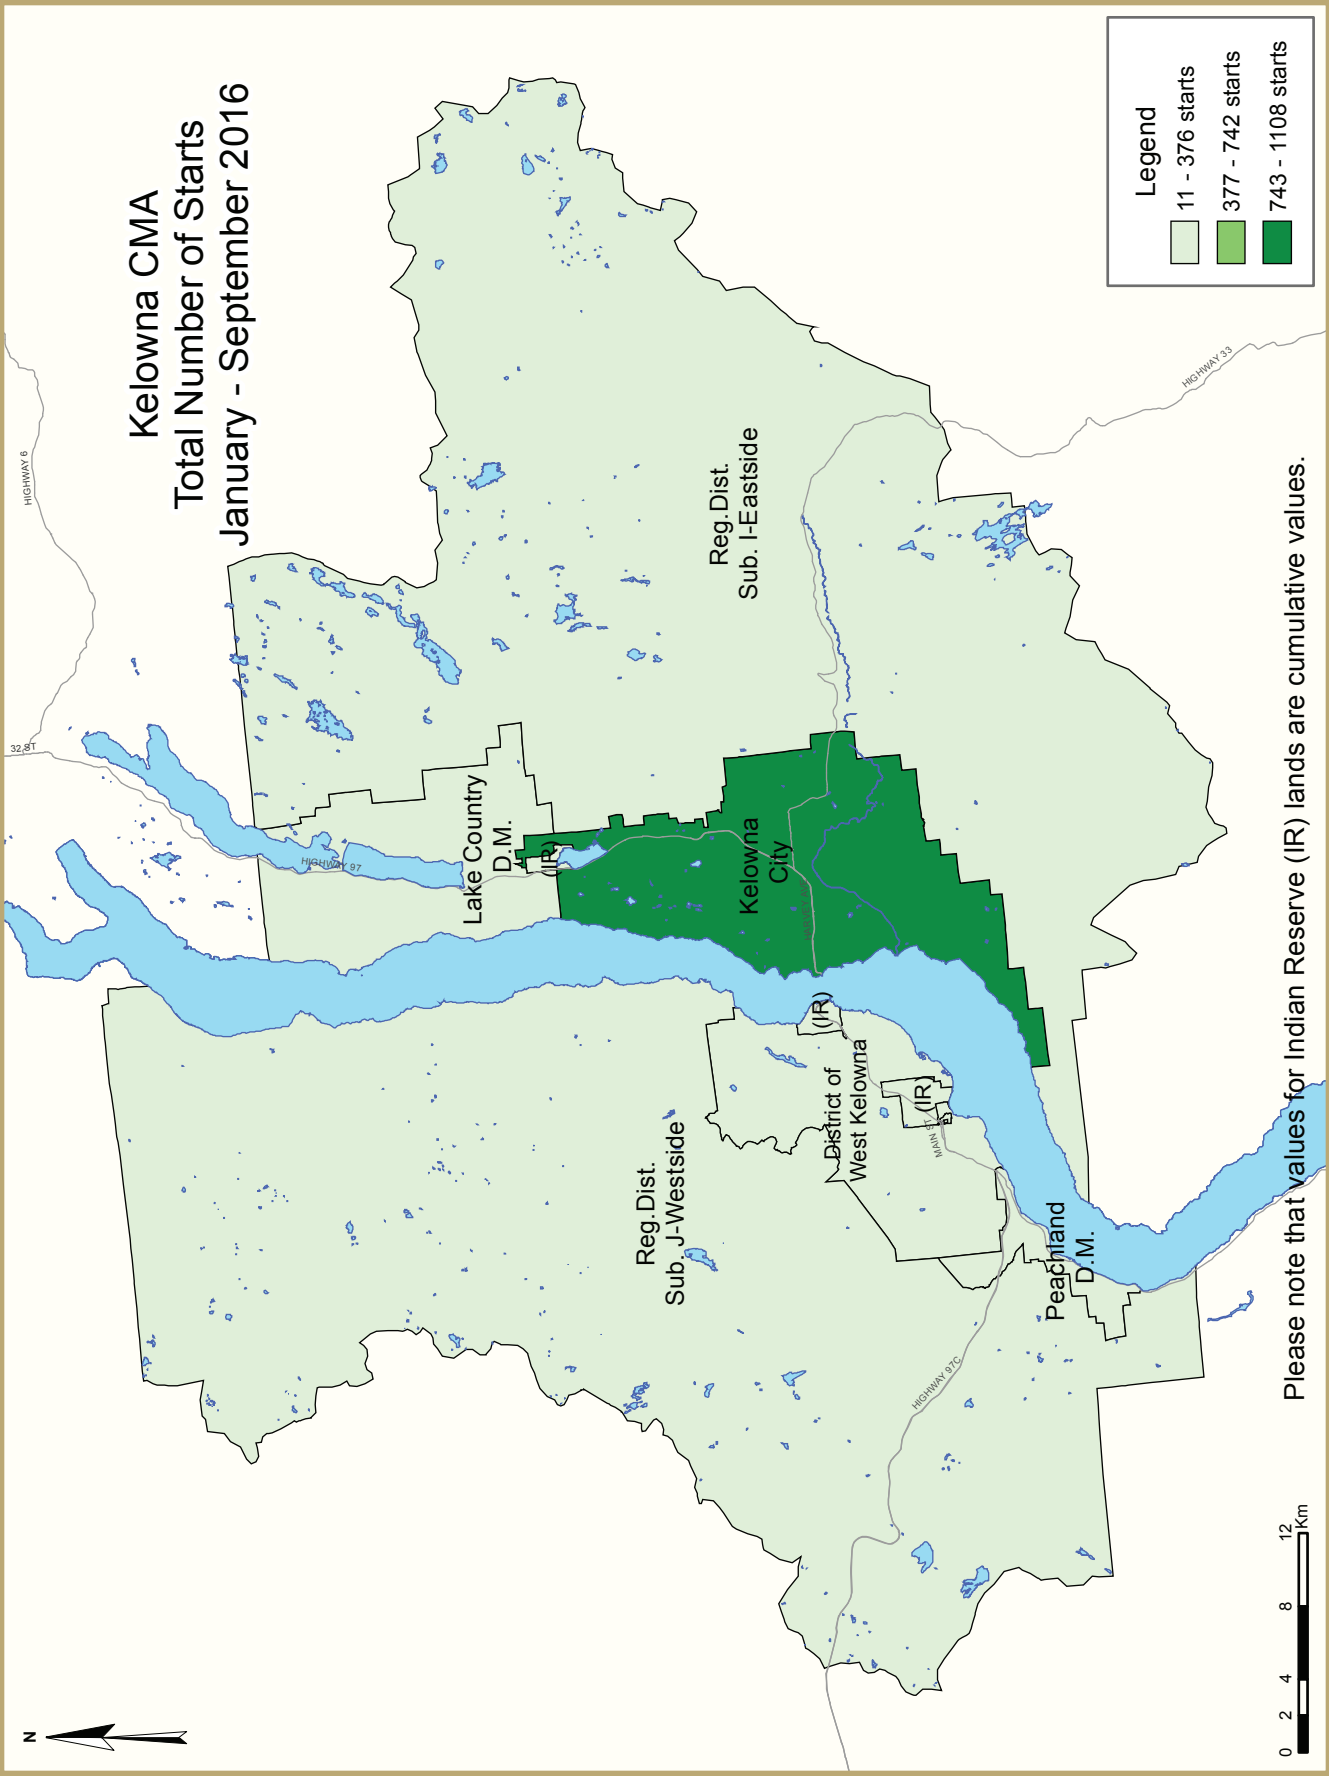 Kelowna CMA
Total Number of Starts
January - September 2016
N
HIGHWAY 6
32 ST
HIGHWAY 97
Lake Country
D.M.
(IR)
Reg.Dist.
Sub. I-Eastside
Kelowna
City
(IR)
Reg.Dist.
Sub. J-Westside
District of
West Kelowna
(IR)
MAIN ST
Peachland
D.M.
HIGHWAY 97C
HIGHWAY 33
Legend
11 - 376 starts
377 - 742 starts
743 - 1108 starts
Please note that values for Indian Reserve (IR) lands are cumulative values.
0 2 4 8 12
Km